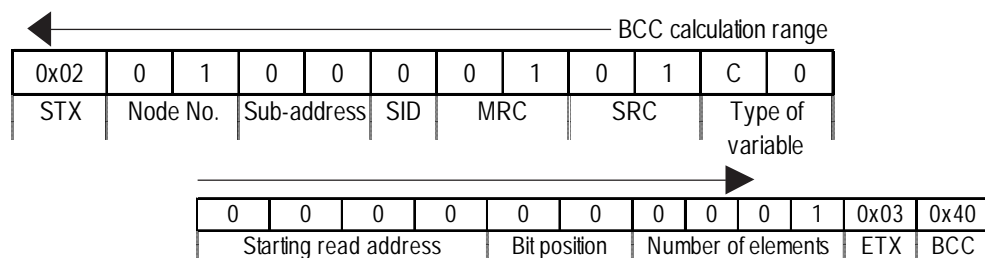 BCC calculation range
0x02 0 1 0 0 0 0 1 0 1 C 0
STX Node No. Sub-address SID MRC SRC Type of
variable
0 0 0 0 0 0 0 0 0 1 0x03 0x40
Starting read address Bit position Number of elements ETX BCC